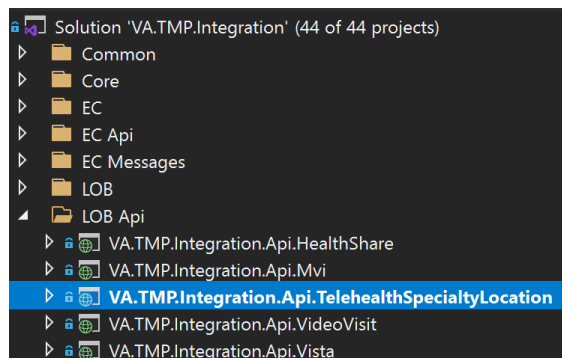 Solution 'VA.TMP.Integration' (44 of 44 projects)
Common
Core
EC
EC Api
EC Messages
LOB
LOB Api
VA.TMP.Integration.Api.HealthShare
VA.TMP.Integration.Api.Mvi
VA.TMP.Integration.Api.TelehealthSpecialtyLocation
VA.TMP.Integration.Api.VideoVisit
VA.TMP.Integration.Api.Vista